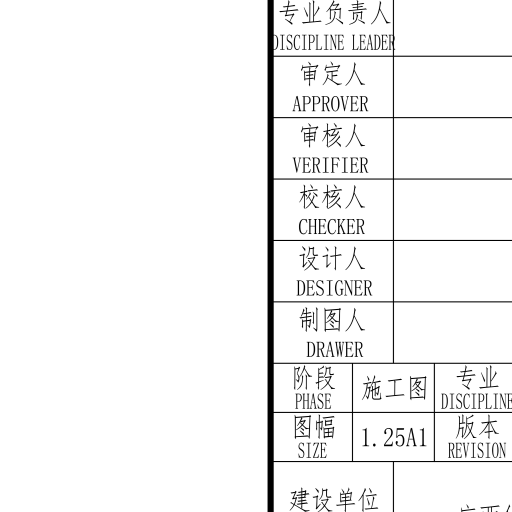 专业负责人
DISCIPLINE LEADER
审定人
APPROVER
审核人
VERIFIER
校核人
CHECKER
设计人
DESIGNER
制图人
DRAWER
阶段
PHASE
施工图
专业
DISCIPLINE
图幅
SIZE
1.25A1
版本
REVISION
建设单位